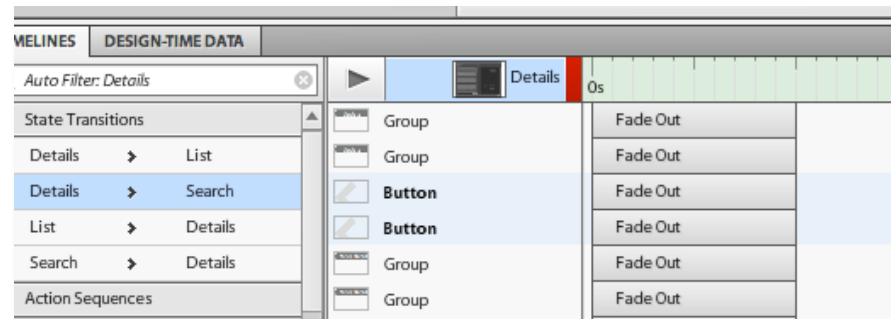 MELINES DESIGN-TIME DATA
Auto Filter: Details
Details
0s
State Transitions
Details List
Details Search
List Details
Search Details
Action Sequences
Group Fade Out
Group Fade Out
Button Fade Out
Button Fade Out
Group Fade Out
Group Fade Out